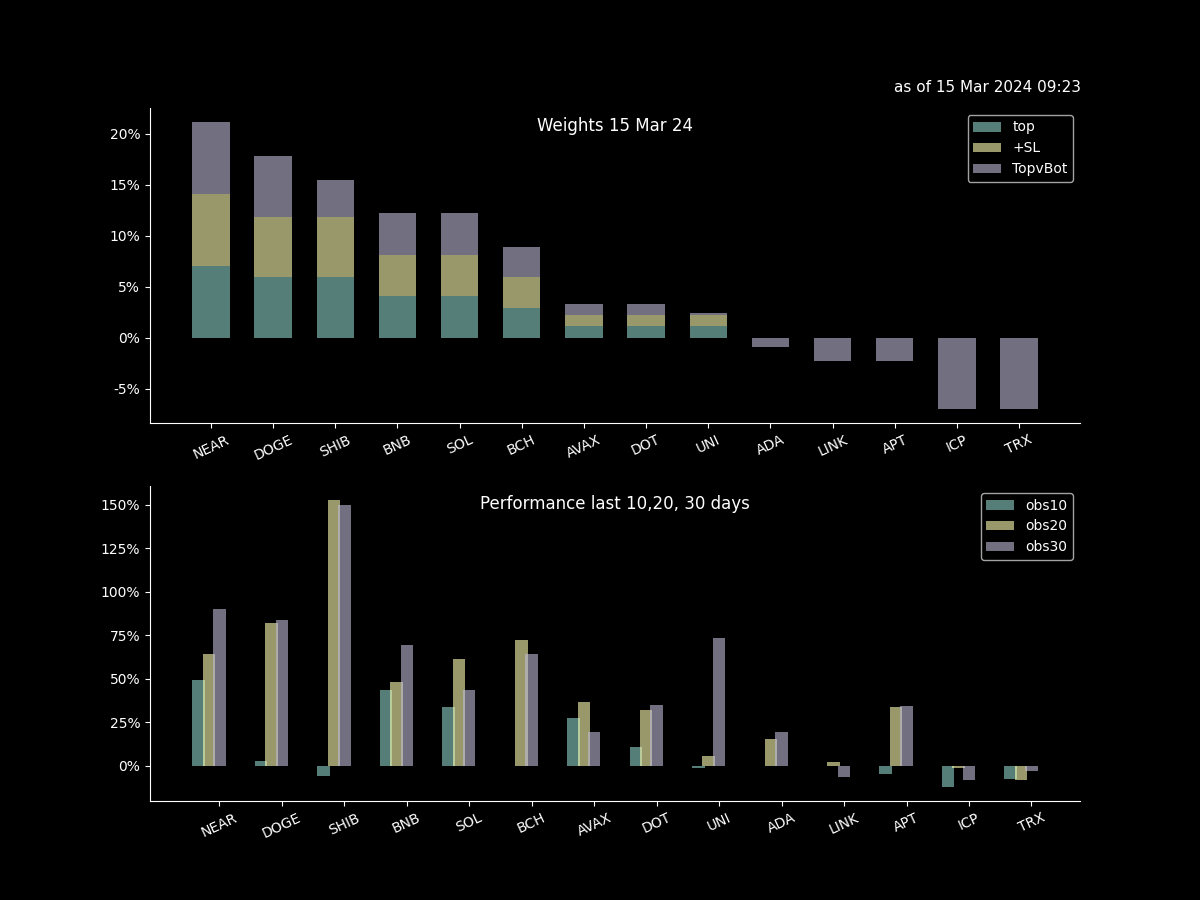 as of 15 Mar 2024 09:23
Weights 15 Mar 24
top
+SL
TopvBot
20%
15%
10%
5%
0%
-5%
NEAR DOGE SHIB BNB SOL BCH AVAX DOT UNI ADA LINK APT ICP TRX
Performance last 10,20, 30 days
obs10
obs20
obs30
150%
125%
100%
75%
50%
25%
0%
NEAR DOGE SHIB BNB SOL BCH AVAX DOT UNI ADA LINK APT ICP TRX